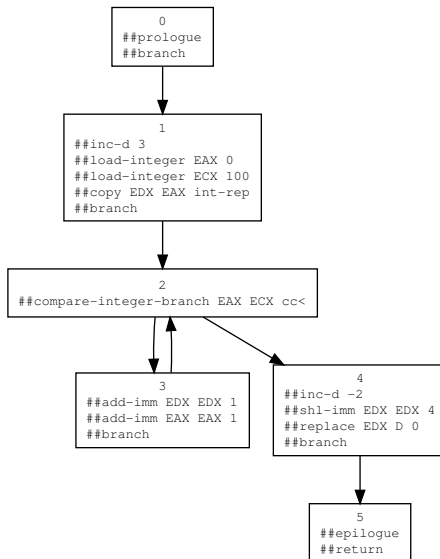 0
##prologue
##branch
1
##inc-d 3
##load-integer EAX 0
##load-integer ECX 100
##copy EDX EAX int-rep
##branch
2
##compare-integer-branch EAX ECX cc<
3
##add-imm EDX EDX 1
##add-imm EAX EAX 1
##branch
4
##inc-d -2
##shl-imm EDX EDX 4
##replace EDX D 0
##branch
5
##epilogue
##return